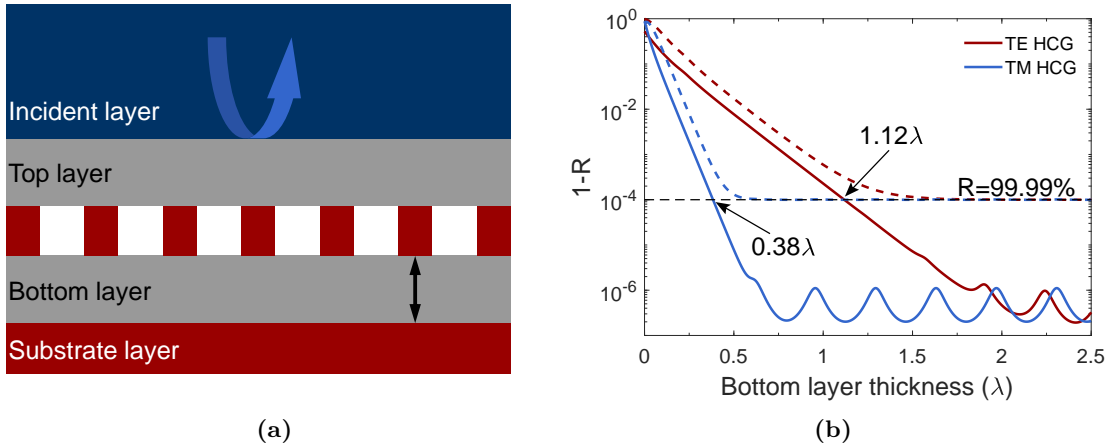 Incident layer
Top layer
Bottom layer
Substrate layer
(a)
1-R
10^0
10^-2
10^-4
10^-6
TE HCG
TM HCG
1.12λ
R=99.99%
0.38λ
0 0.5 1 1.5 2 2.5
Bottom layer thickness (λ)
(b)